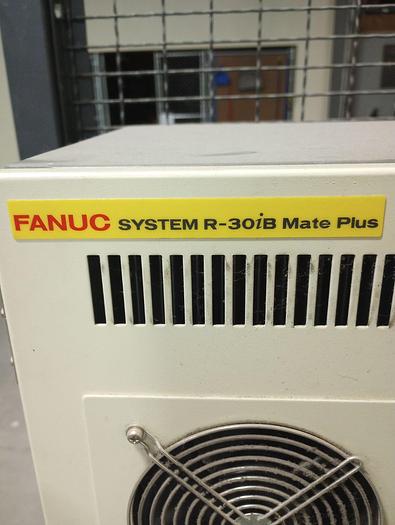 FANUC SYSTEM R-30iB Mate Plus